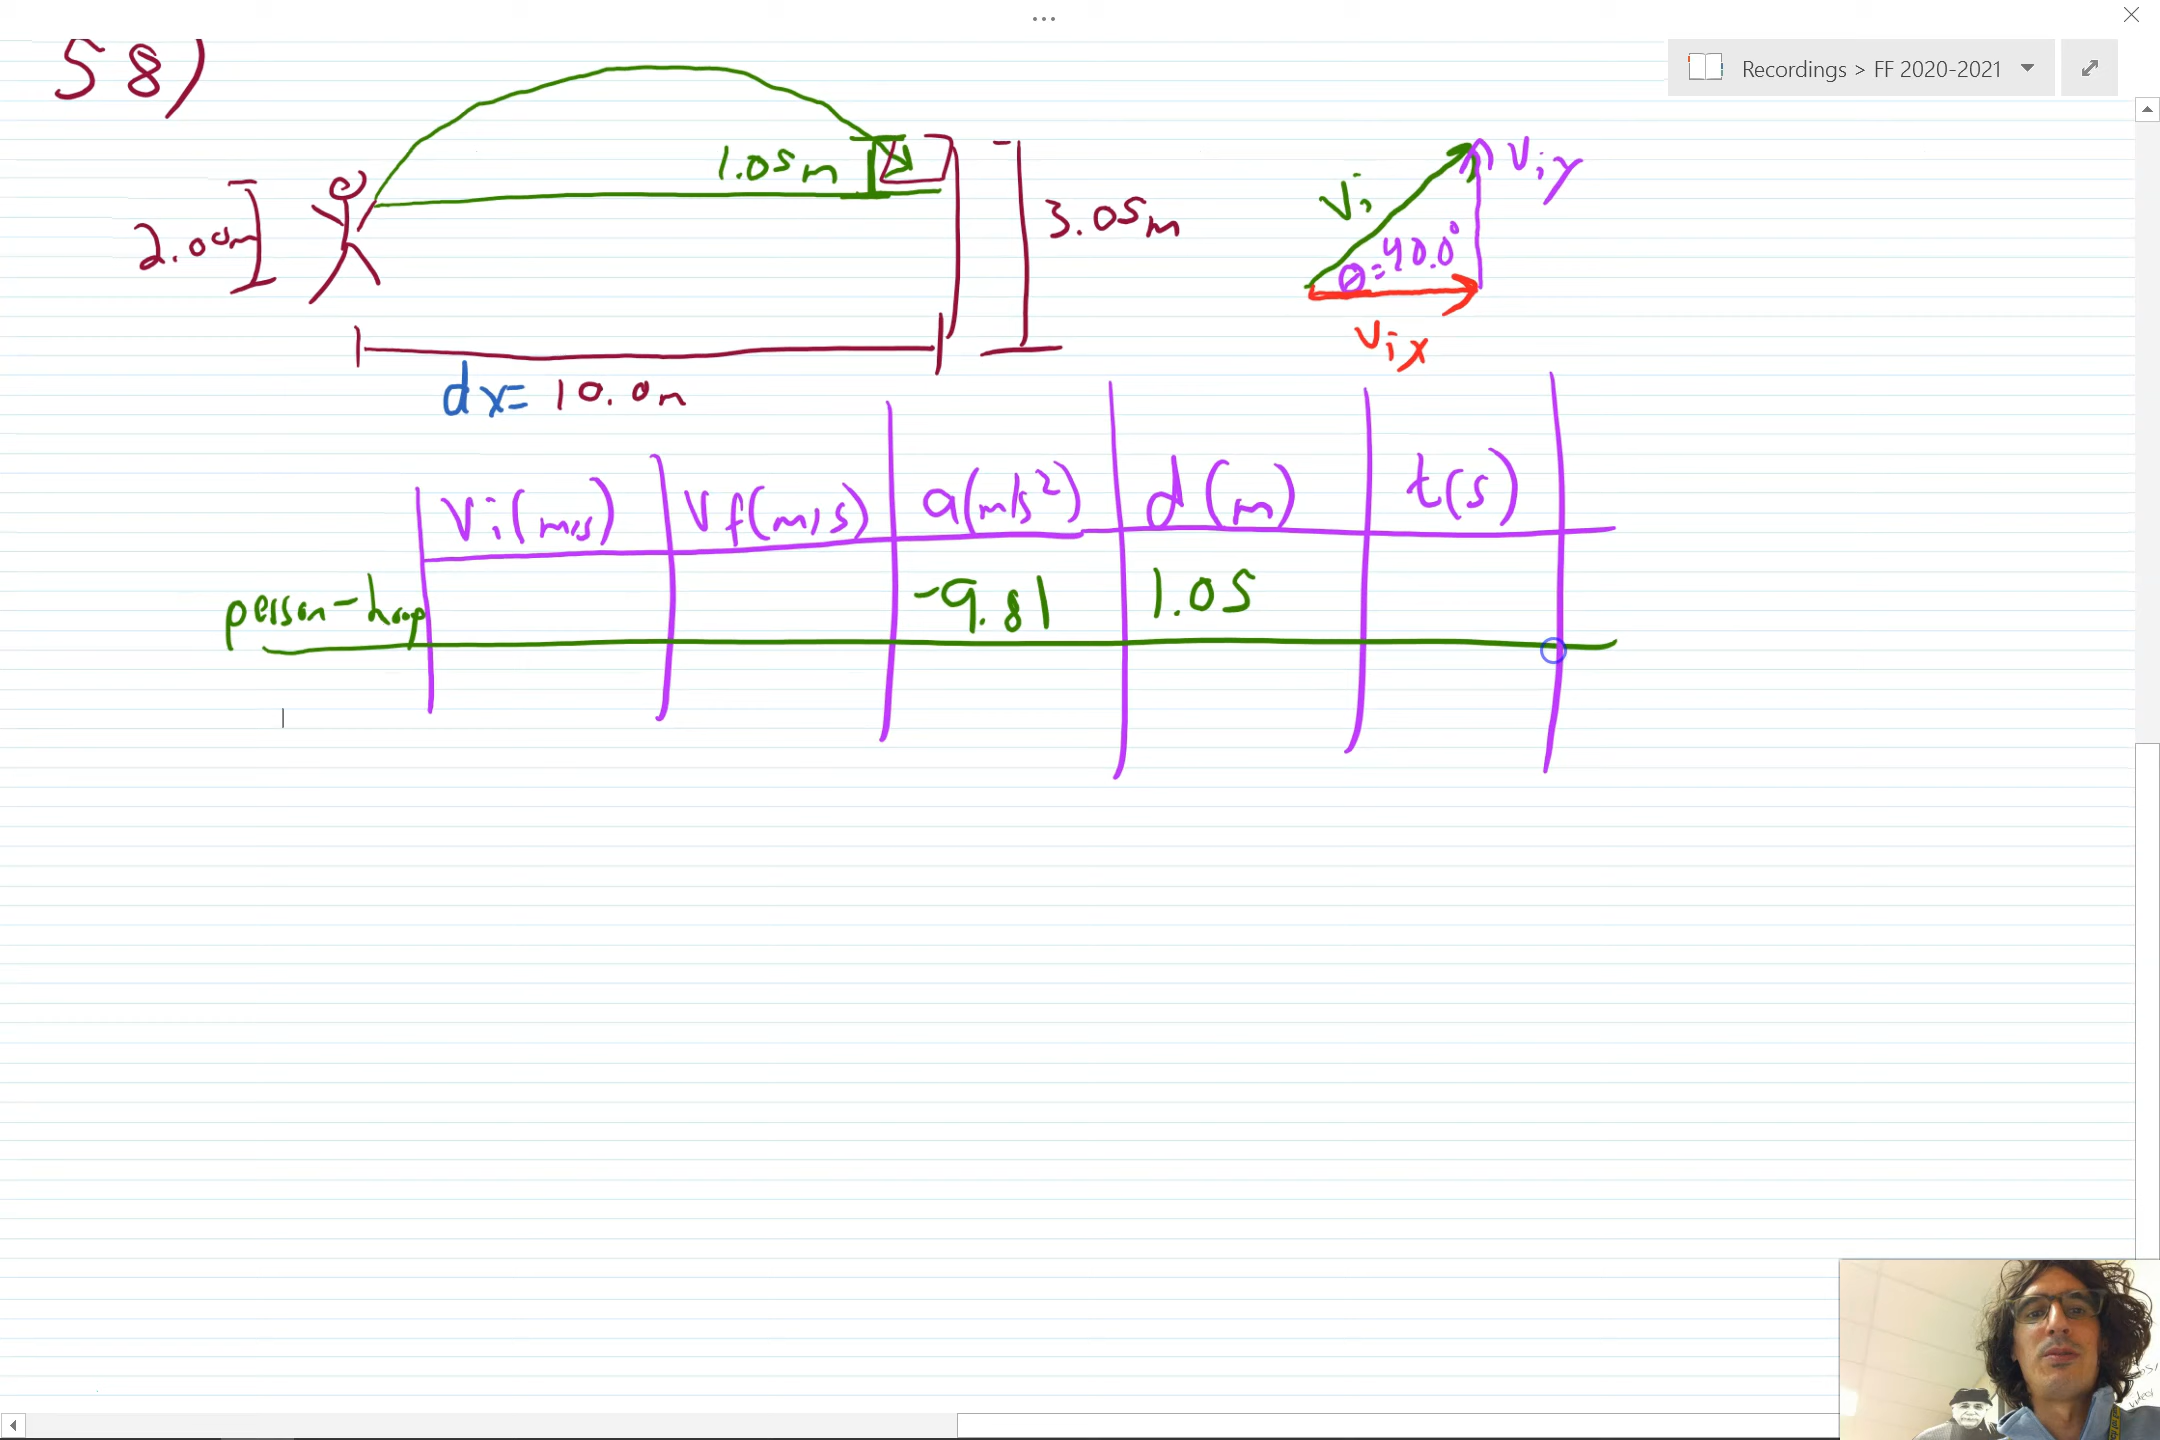 58)
Recordings > FF 2020-2021
1.05m
2.00m
3.05m
dx= 10.0m
Vi
Viy
θ=40.0°
Vix
Vi(m/s) Vf(m/s) a(m/s²) d(m) t(s)
person-hoop -9.81 1.05